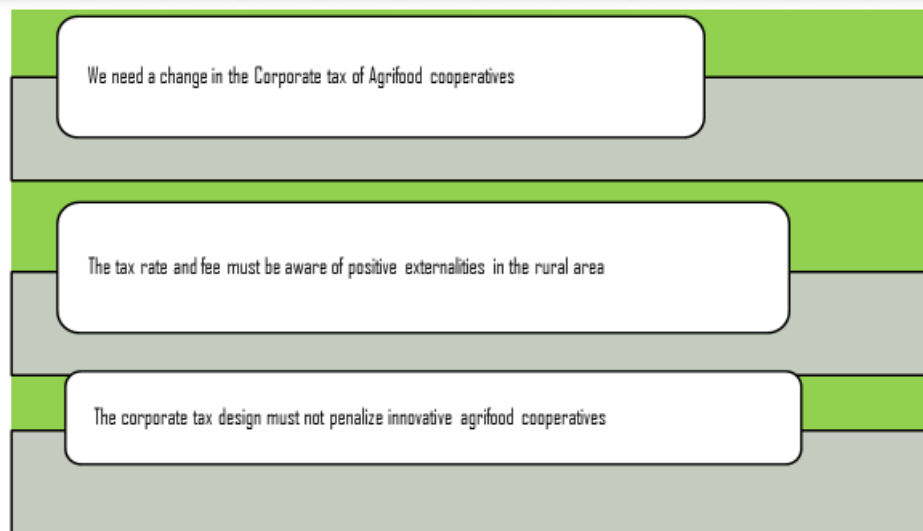 We need a change in the Corporate tax of Agrifood cooperatives
The tax rate and fee must be aware of positive externalities in the rural area
The corporate tax design must not penalize innovative agrifood cooperatives